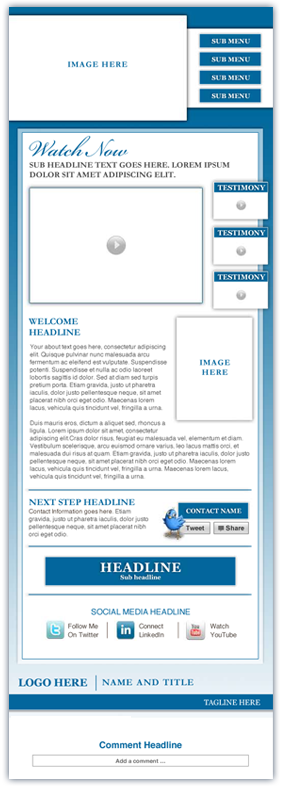 IMAGE HERE
SUB MENU
SUB MENU
SUB MENU
SUB MENU
Watch Now
SUB HEADLINE TEXT GOES HERE. LOREM IPSUM
DOLOR SIT AMET ADIPISCING ELIT.
TESTIMONY
TESTIMONY
TESTIMONY
WELCOME
HEADLINE
Your about text goes here, consectetur adipiscing
elit. Quisque pulvinar nunc malesuada arcu
fermentum ac eleifend est vulputate. Suspendisse
potenti. Suspendisse et nulla ac odio laoreet
lobortis sagittis id dolor. Sed at diam sed turpis
pretium porta. Etiam gravida, justo ut pharetra
iaculis, dolor justo pellentesque neque, sit amet
placerat nibh orci eget odio. Maecenas lorem
lacus, vehicula quis tincidunt vel, fringilla a urna.
IMAGE
HERE
Duis mauris eros, dictum a aliquet sed, rhoncus a
ligula. Lorem ipsum dolor sit amet, consectetur
adipiscing elit.Cras dolor risus, feugiat eu malesuada vel, elementum et diam.
Vestibulum scelerisque, arcu eu euismod ornare varius, leo lacus mattis orci, et
malesuada dui risus at quam. Etiam gravida, justo ut pharetra iaculis, dolor justo
pellentesque neque, sit amet placerat nibh orci eget odio. Maecenas lorem
lacus, vehicula quis tincidunt vel, fringilla a urna.
NEXT STEP HEADLINE
Contact Information goes here. Etiam
gravida, justo ut pharetra iaculis, dolor justo
pellentesque neque, sit amet placerat nibh
orci eget odio.
CONTACT NAME
Tweet
Share
HEADLINE
Sub headline
SOCIAL MEDIA HEADLINE
Follow Me
On Twitter
in
Connect
LinkedIn
You
Tube
Watch
YouTube
LOGO HERE
NAME AND TITLE
TAGLINE HERE
Comment Headline
Add a comment ...